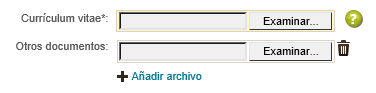 Currículum vitae*: Examinar... ?
Otros documentos: Examinar...
Añadir archivo